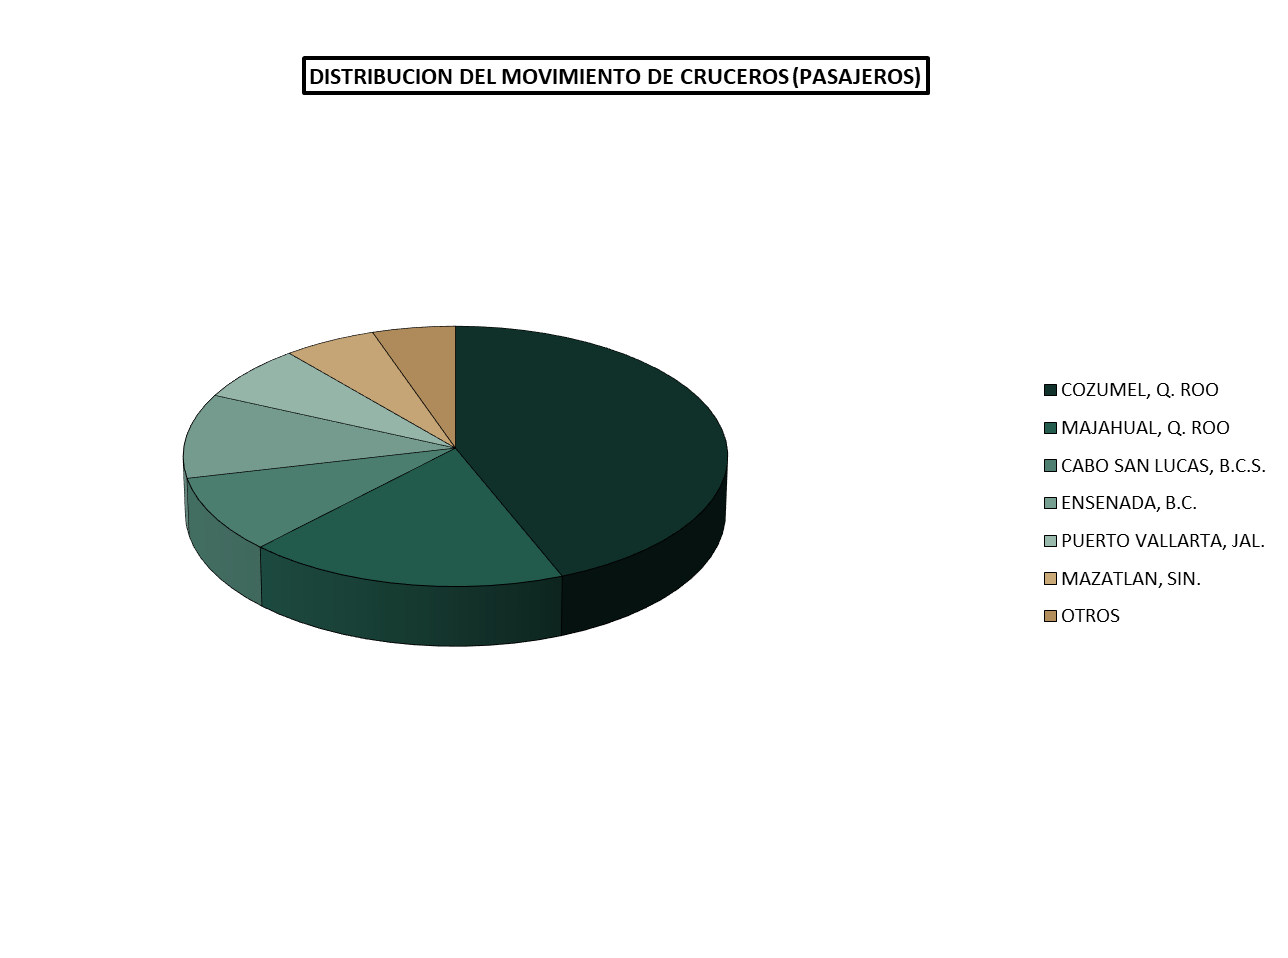 DISTRIBUCION DEL MOVIMIENTO DE CRUCEROS (PASAJEROS)
COZUMEL, Q. ROO
MAJAHUAL, Q. ROO
CABO SAN LUCAS, B.C.S.
ENSENADA, B.C.
PUERTO VALLARTA, JAL.
MAZATLAN, SIN.
OTROS